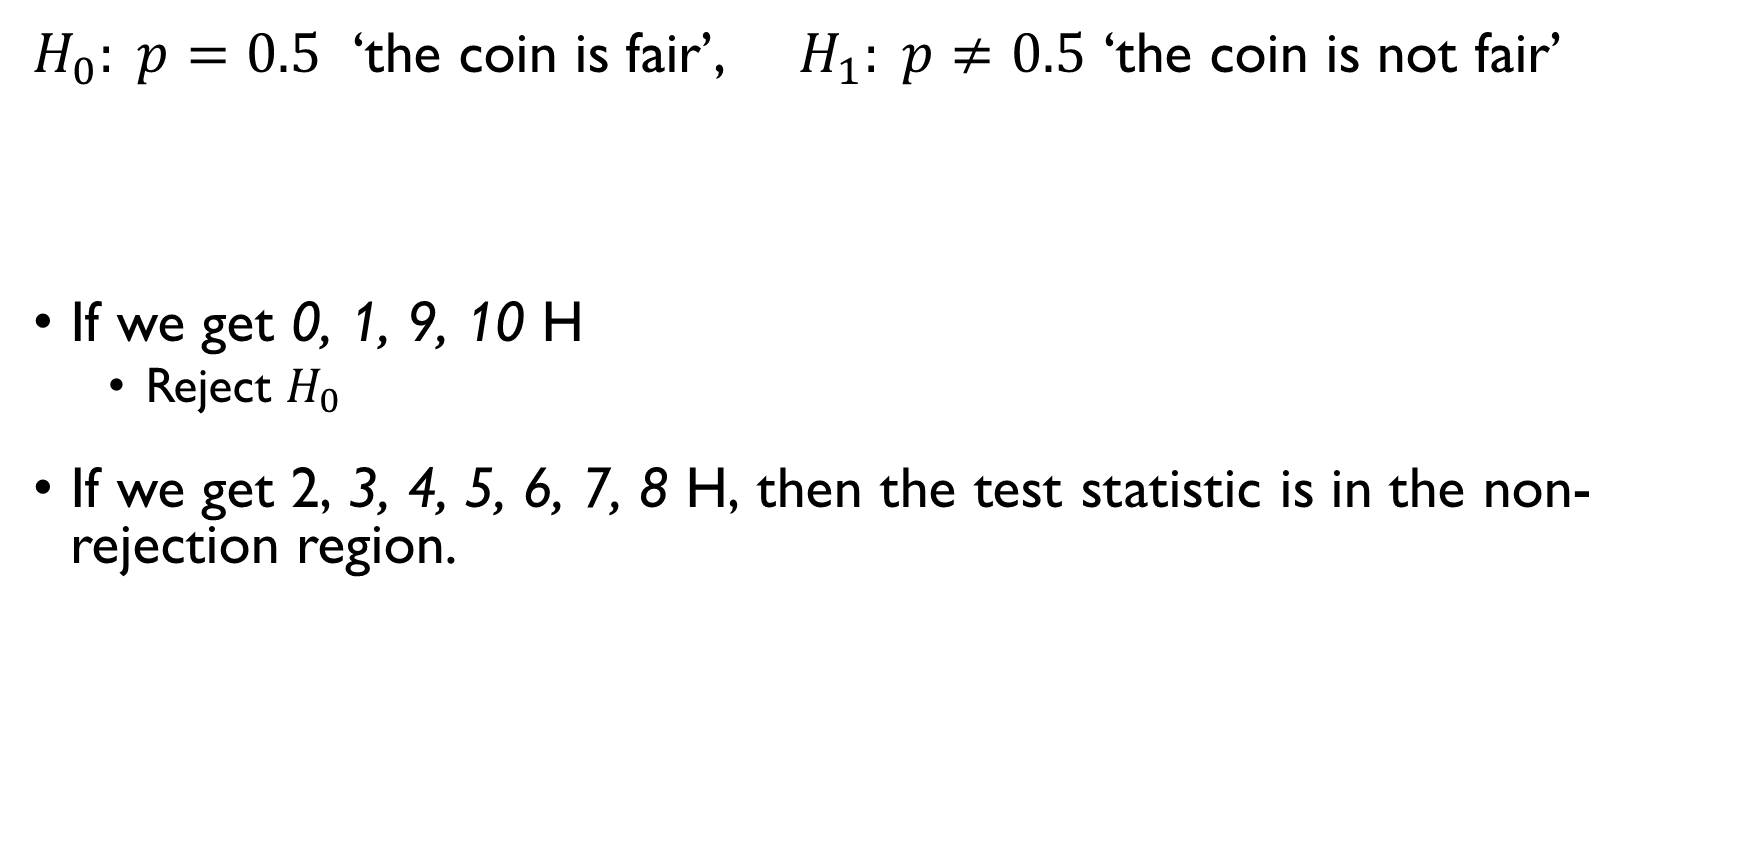 H₀: p = 0.5 ‘the coin is fair’, H₁: p ≠ 0.5 ‘the coin is not fair’
• If we get 0, 1, 9, 10 H
• Reject H₀
• If we get 2, 3, 4, 5, 6, 7, 8 H, then the test statistic is in the non-
rejection region.